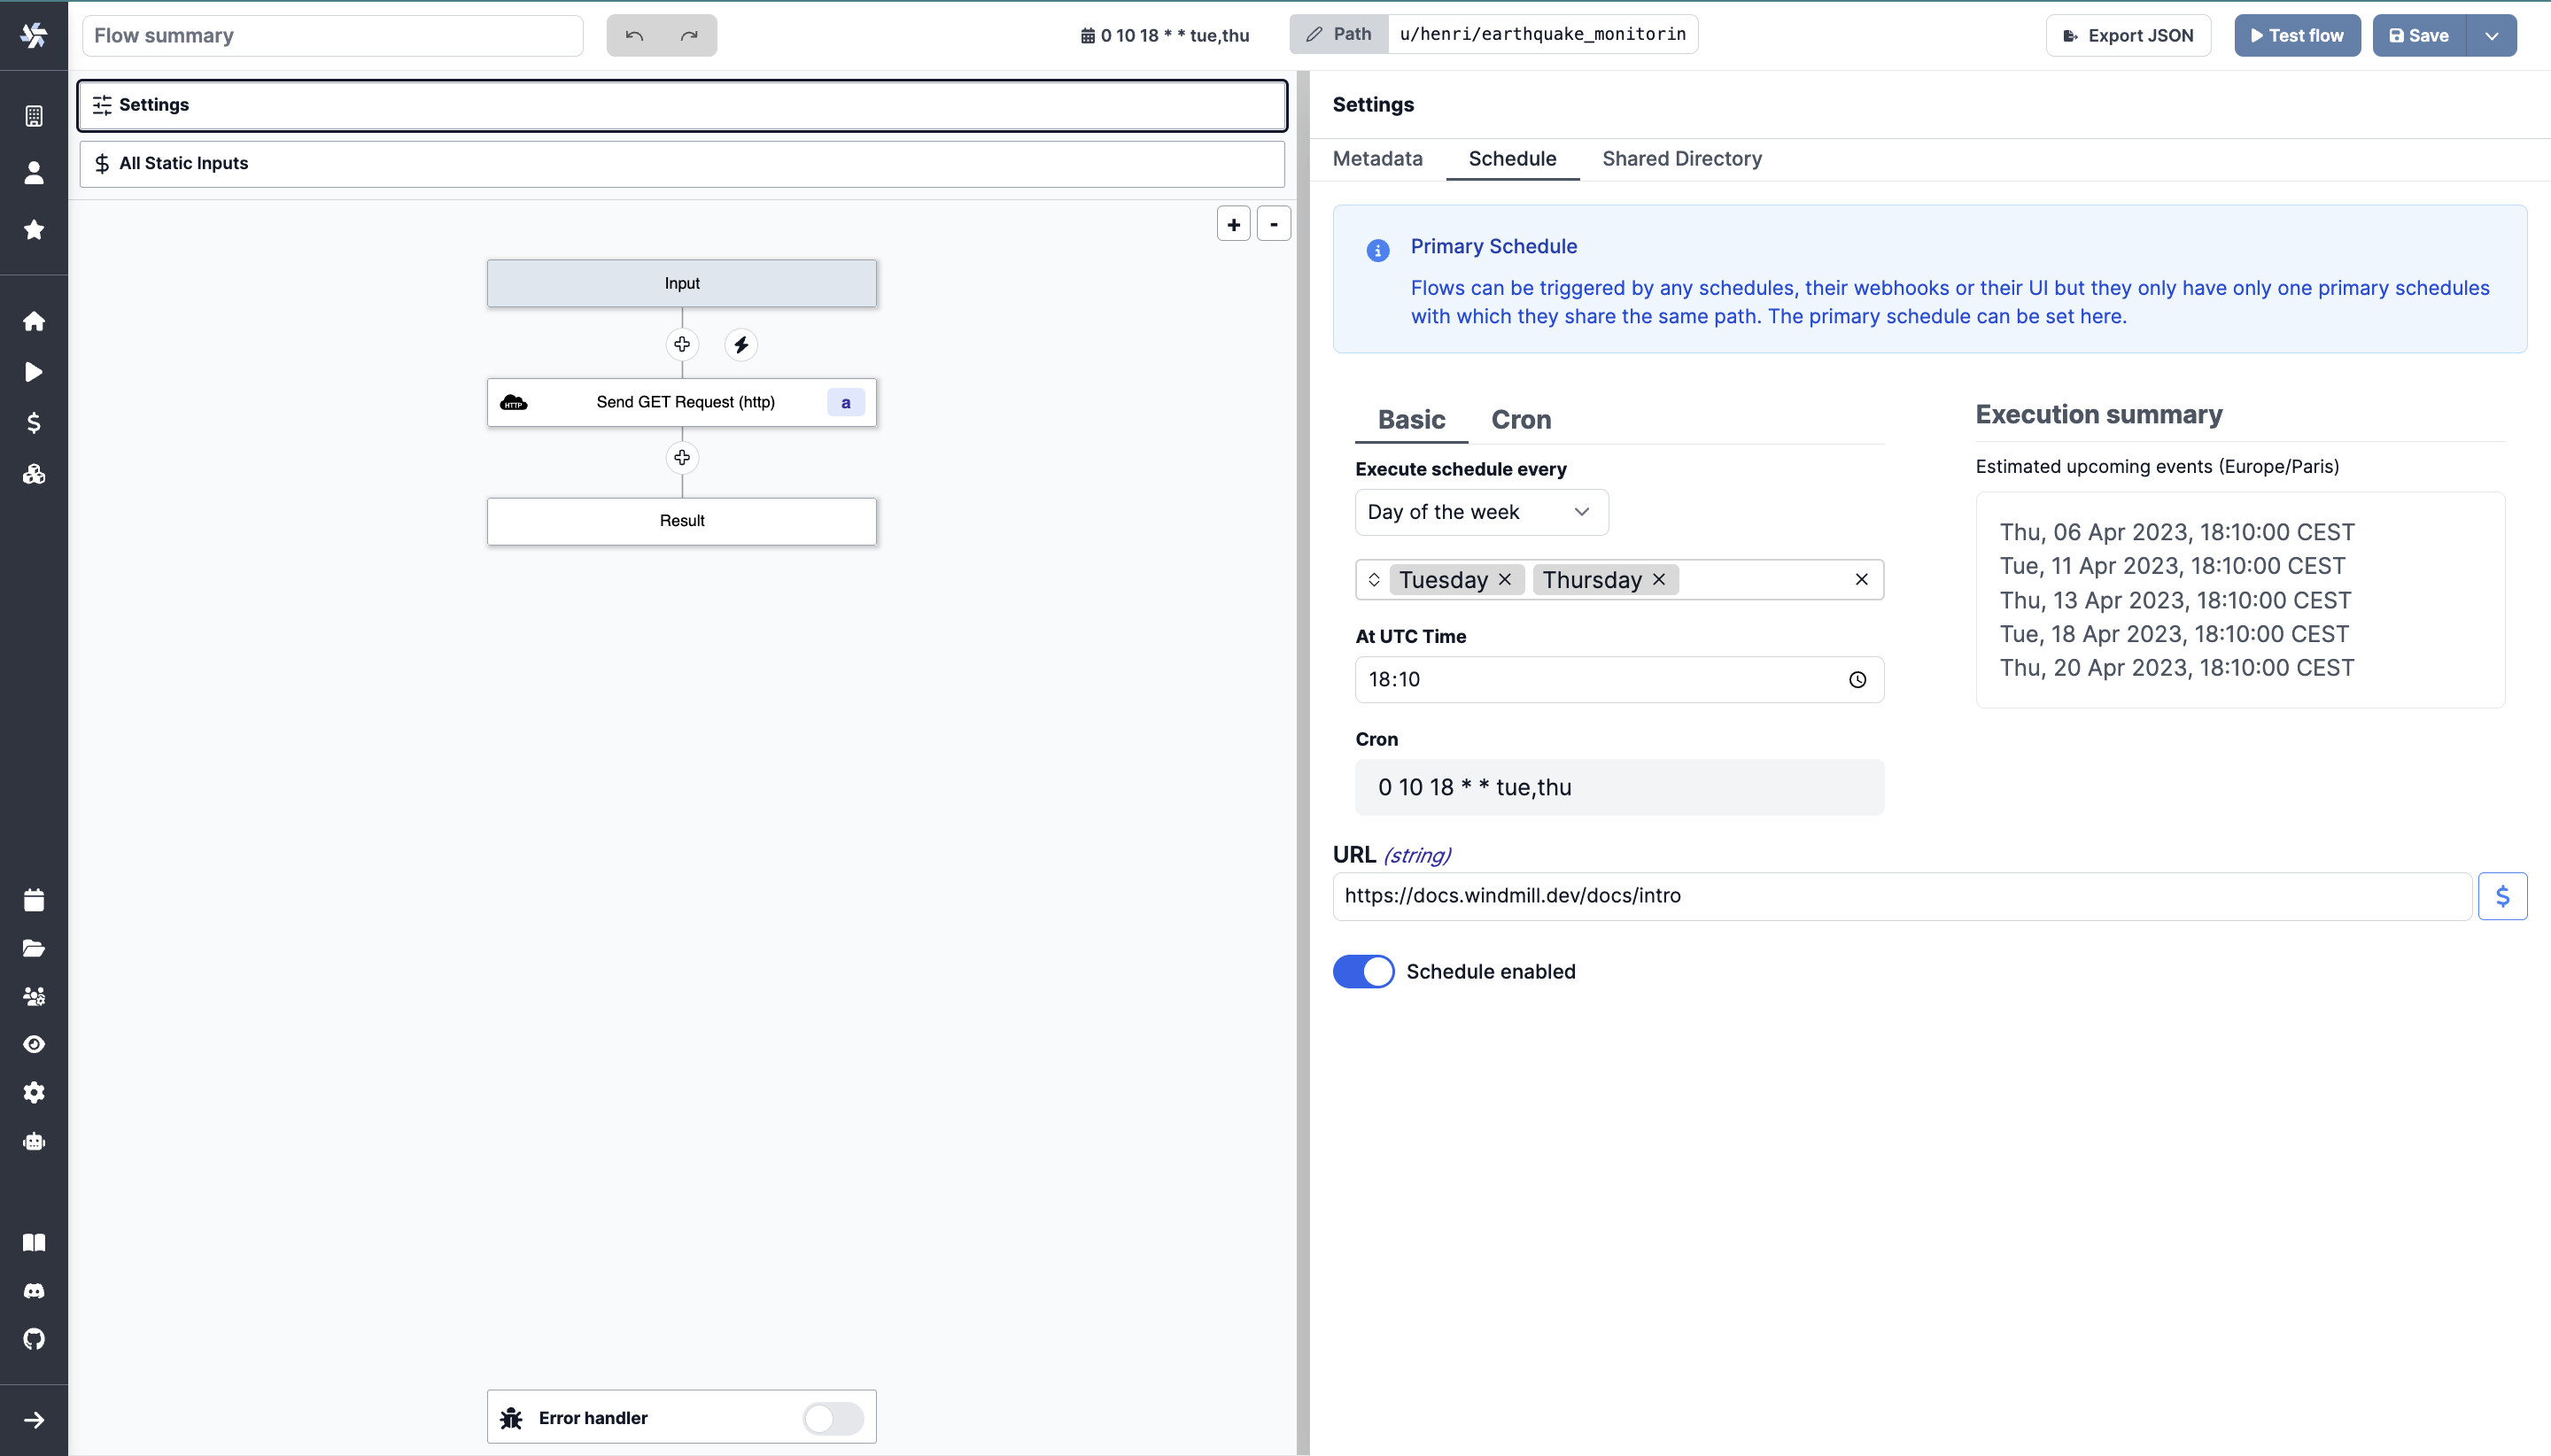 Flow summary
0 10 18 * * tue,thu
Path
u/henri/earthquake_monitorin
Export JSON
Test flow
Save
Settings
All Static Inputs
+
-
Input
HTTP
Send GET Request (http)
a
Result
Error handler
Settings
Metadata
Schedule
Shared Directory
Primary Schedule
Flows can be triggered by any schedules, their webhooks or their UI but they only have only one primary schedules
with which they share the same path. The primary schedule can be set here.
Basic
Cron
Execute schedule every
Day of the week
Tuesday
Thursday
At UTC Time
18:10
Cron
0 10 18 * * tue,thu
Execution summary
Estimated upcoming events (Europe/Paris)
Thu, 06 Apr 2023, 18:10:00 CEST
Tue, 11 Apr 2023, 18:10:00 CEST
Thu, 13 Apr 2023, 18:10:00 CEST
Tue, 18 Apr 2023, 18:10:00 CEST
Thu, 20 Apr 2023, 18:10:00 CEST
URL (string)
https://docs.windmill.dev/docs/intro
$
Schedule enabled